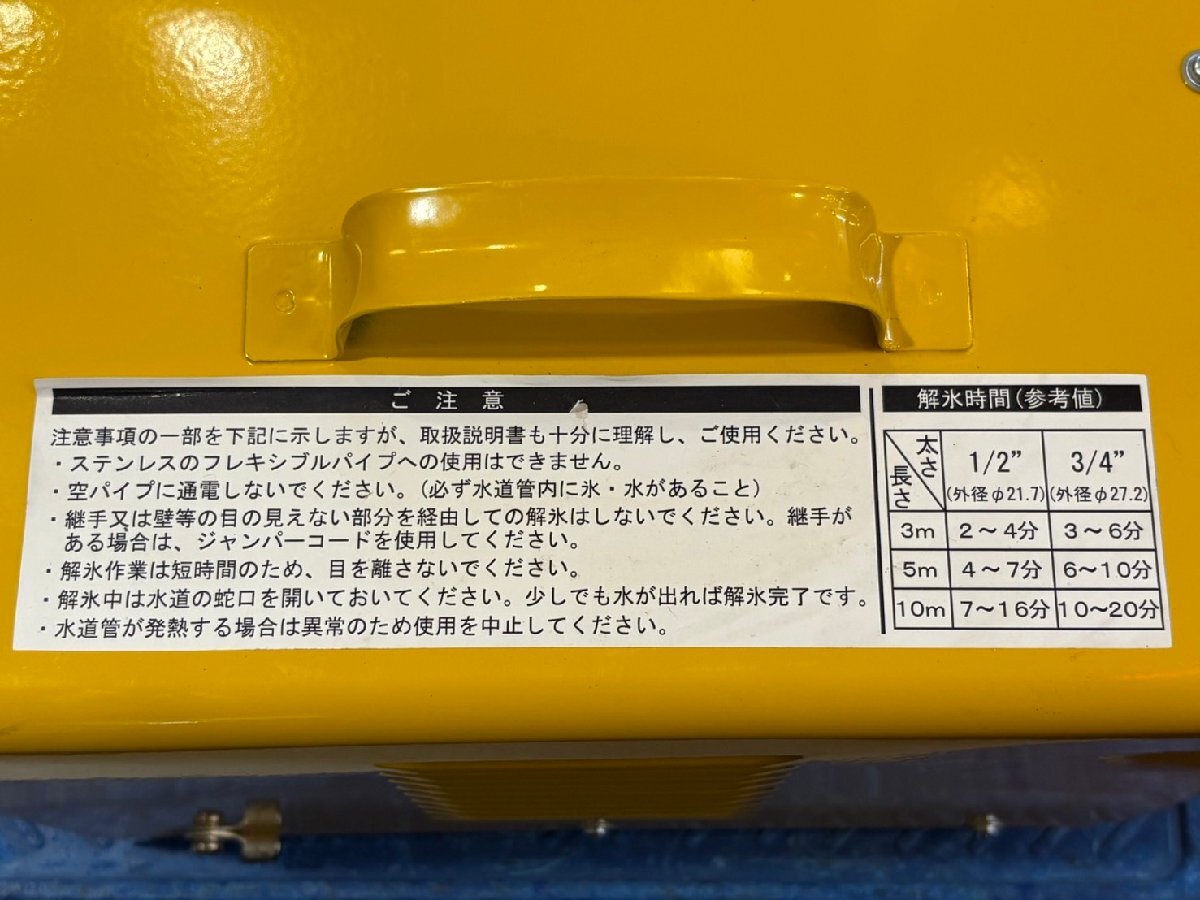 ご注意
注意事項の一部を下記に示しますが、取扱説明書も十分に理解し、ご使用ください。
・ステンレスのフレキシブルパイプへの使用はできません。
・空パイプに通電しないでください。(必ず水道管内に氷・水があること)
・継手又は壁等の目の見えない部分を経由しての解氷はしないでください。継手が
ある場合は、ジャンパーコードを使用してください。
・解氷作業は短時間のため、目を離さないでください。
・解氷中は水道の蛇口を開いておいてください。少しでも水が出れば解氷完了です。
・水道管が発熱する場合は異常のため使用を中止してください。
解氷時間(参考値)
太さ 長さ 1/2” 3/4”
(外径φ21.7) (外径φ27.2)
3m 2～4分 3～6分
5m 4～7分 6～10分
10m 7～16分 10～20分